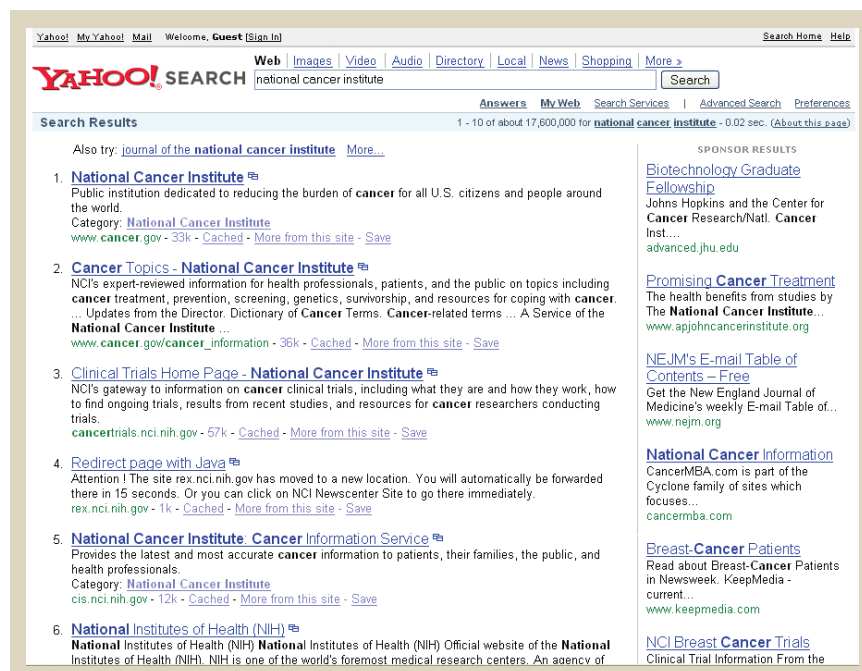 Yahoo! My Yahoo! Mail Welcome, Guest [Sign In] Search Home Help
Web | Images | Video | Audio | Directory | Local | News | Shopping | More »
YAHOO! SEARCH national cancer institute Search
Answers My Web Search Services | Advanced Search Preferences
Search Results 1 - 10 of about 17,600,000 for national cancer institute - 0.02 sec. (About this page)
Also try: journal of the national cancer institute More...
1. National Cancer Institute
Public institution dedicated to reducing the burden of cancer for all U.S. citizens and people around
the world.
Category: National Cancer Institute
www.cancer.gov - 33k - Cached - More from this site - Save
2. Cancer Topics - National Cancer Institute
NCI's expert-reviewed information for health professionals, patients, and the public on topics including
cancer treatment, prevention, screening, genetics, survivorship, and resources for coping with cancer.
... Updates from the Director. Dictionary of Cancer Terms. Cancer-related terms ... A Service of the
National Cancer Institute ...
www.cancer.gov/cancer_information - 36k - Cached - More from this site - Save
3. Clinical Trials Home Page - National Cancer Institute
NCI's gateway to information on cancer clinical trials, including what they are and how they work, how
to find ongoing trials, results from recent studies, and resources for cancer researchers conducting
trials.
cancertrials.nci.nih.gov - 57k - Cached - More from this site - Save
4. Redirect page with Java
Attention ! The site rex.nci.nih.gov has moved to a new location. You will automatically be forwarded
there in 15 seconds. Or you can click on NCI Newscenter Site to go there immediately.
rex.nci.nih.gov - 1k - Cached - More from this site - Save
5. National Cancer Institute: Cancer Information Service
Provides the latest and most accurate cancer information to patients, their families, the public, and
health professionals.
Category: National Cancer Institute
cis.nci.nih.gov - 12k - Cached - More from this site - Save
6. National Institutes of Health (NIH)
National Institutes of Health (NIH) National Institutes of Health (NIH) Official website of the National
Institutes of Health (NIH). NIH is one of the world's foremost medical research centers. An agency of
SPONSOR RESULTS
Biotechnology Graduate
Fellowship
Johns Hopkins and the Center for
Cancer Research/Natl. Cancer
Inst....
advanced.jhu.edu
Promising Cancer Treatment
The health benefits from studies by
The National Cancer Institute...
www.apjohncancerinstitute.org
NEJM's E-mail Table of
Contents – Free
Get the New England Journal of
Medicine's weekly E-mail Table of...
www.nejm.org
National Cancer Information
CancerMBA.com is part of the
Cyclone family of sites which
focuses...
cancermba.com
Breast-Cancer Patients
Read about Breast-Cancer Patients
in Newsweek. KeepMedia -
current...
www.keepmedia.com
NCI Breast Cancer Trials
Clinical Trial Information From the